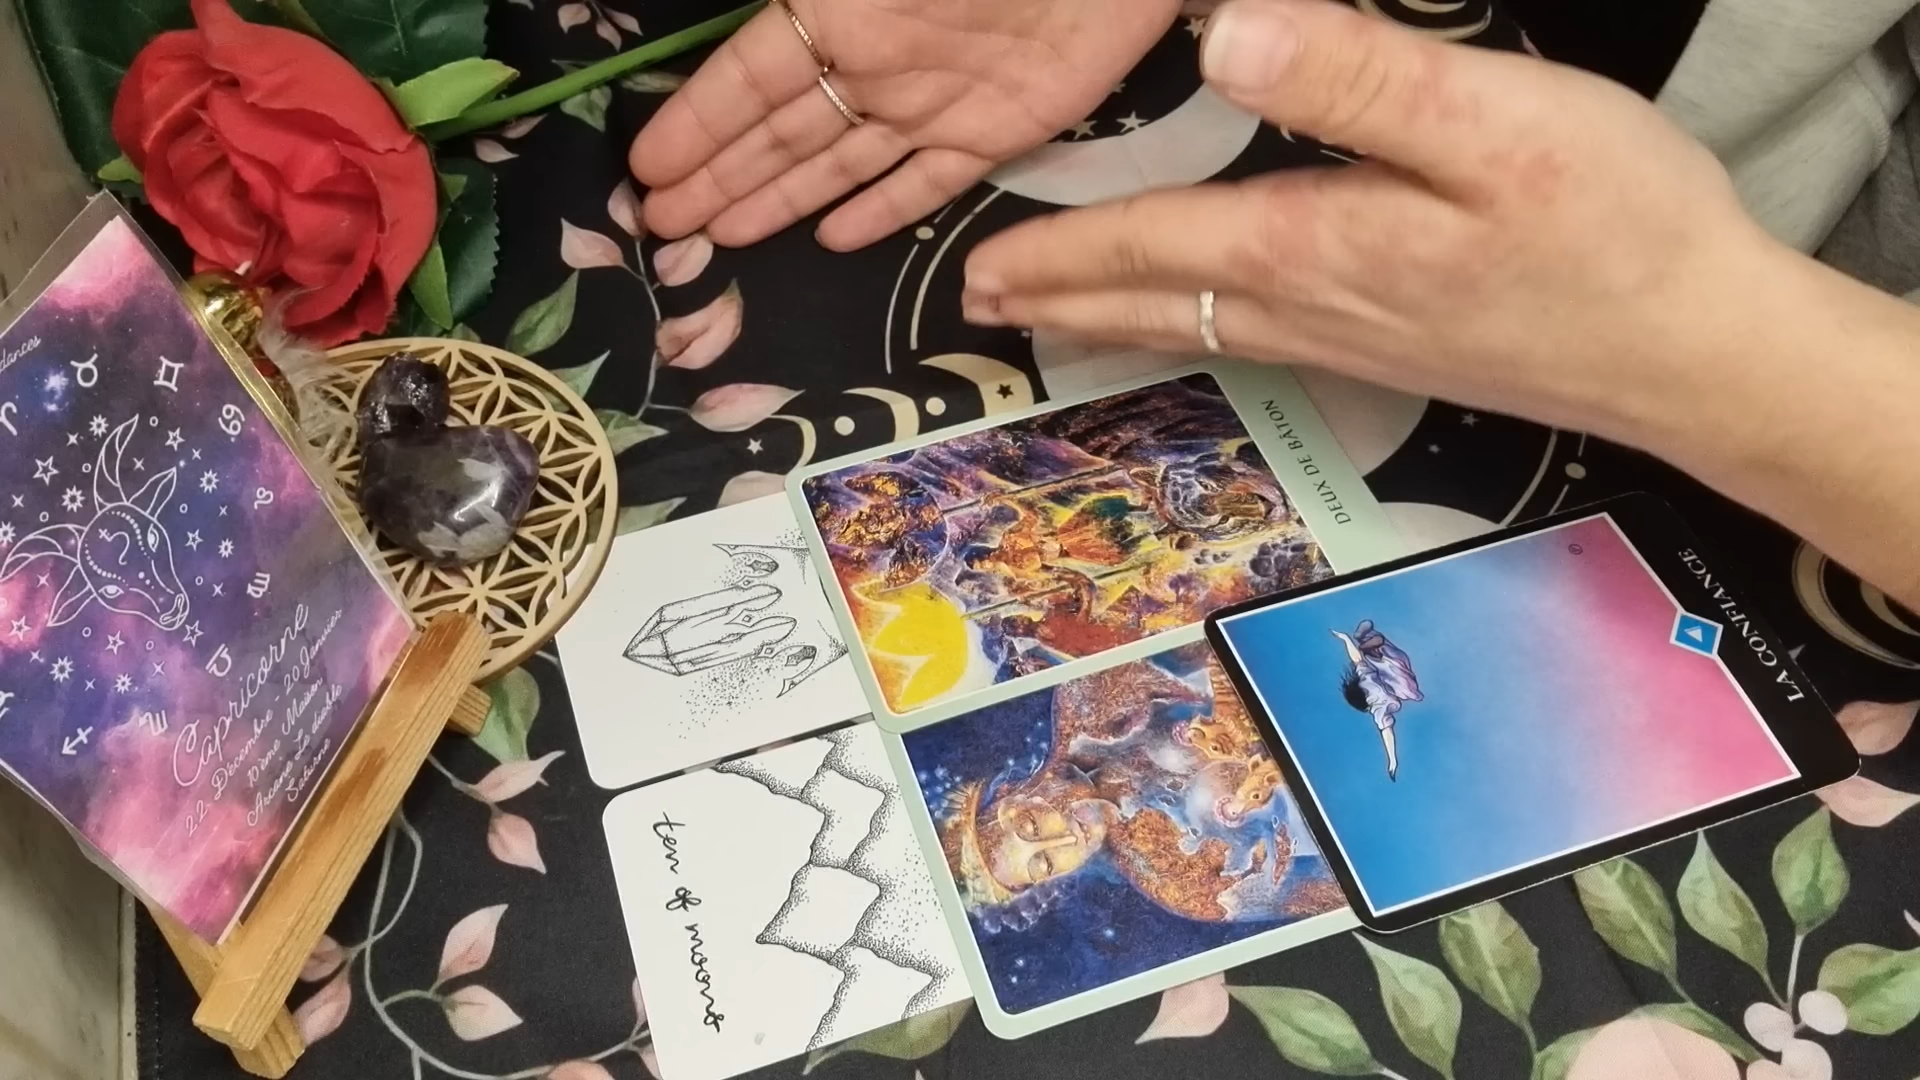 dances
Capricorne
22 Décembre - 20 Janvier
10ème Maison
Arcane Le diable
Saturne
ten of moons
DEUX DE BÂTON
LA CONFIANCE